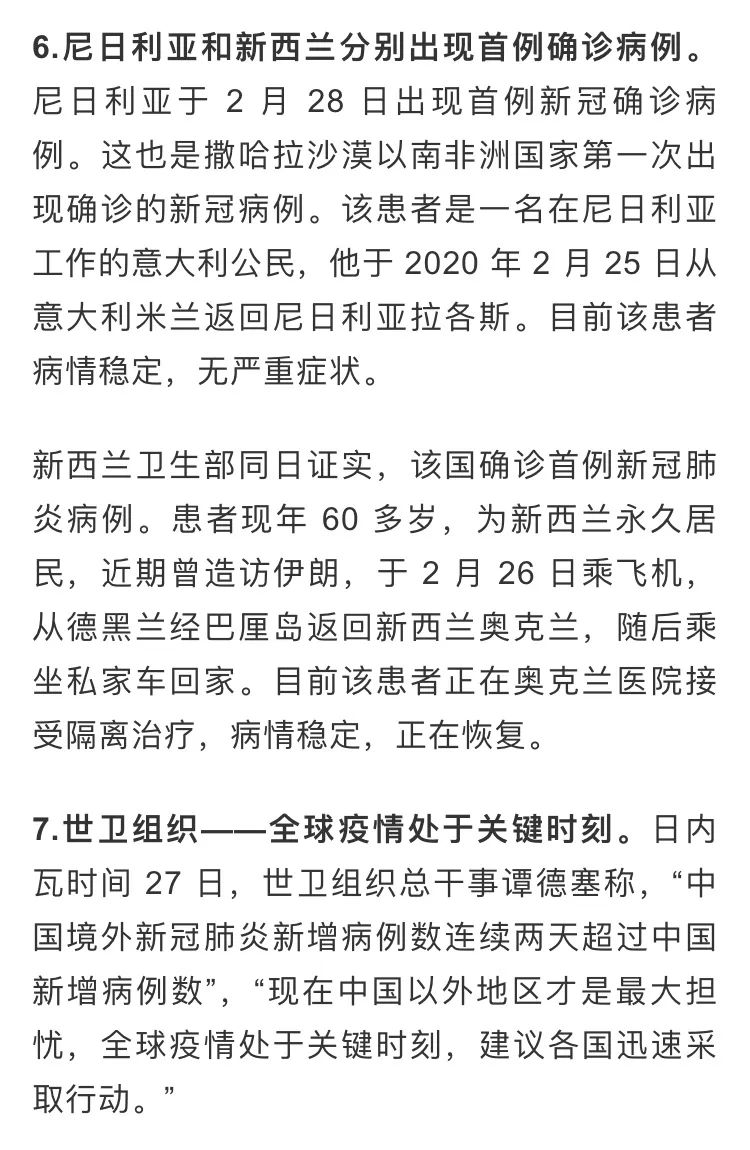 6.尼日利亚和新西兰分别出现首例确诊病例。
尼日利亚于 2 月 28 日出现首例新冠确诊病
例。这也是撒哈拉沙漠以南非洲国家第一次出
现确诊的新冠病例。该患者是一名在尼日利亚
工作的意大利公民，他于 2020 年 2 月 25 日从
意大利米兰返回尼日利亚拉各斯。目前该患者
病情稳定，无严重症状。
新西兰卫生部同日证实，该国确诊首例新冠肺
炎病例。患者现年 60 多岁，为新西兰永久居
民，近期曾造访伊朗，于 2 月 26 日乘飞机，
从德黑兰经巴厘岛返回新西兰奥克兰，随后乘
坐私家车回家。目前该患者正在奥克兰医院接
受隔离治疗，病情稳定，正在恢复。
7.世卫组织——全球疫情处于关键时刻。日内
瓦时间 27 日，世卫组织总干事谭德塞称，“中
国境外新冠肺炎新增病例数连续两天超过中国
新增病例数”，“现在中国以外地区才是最大担
忧，全球疫情处于关键时刻，建议各国迅速采
取行动。”